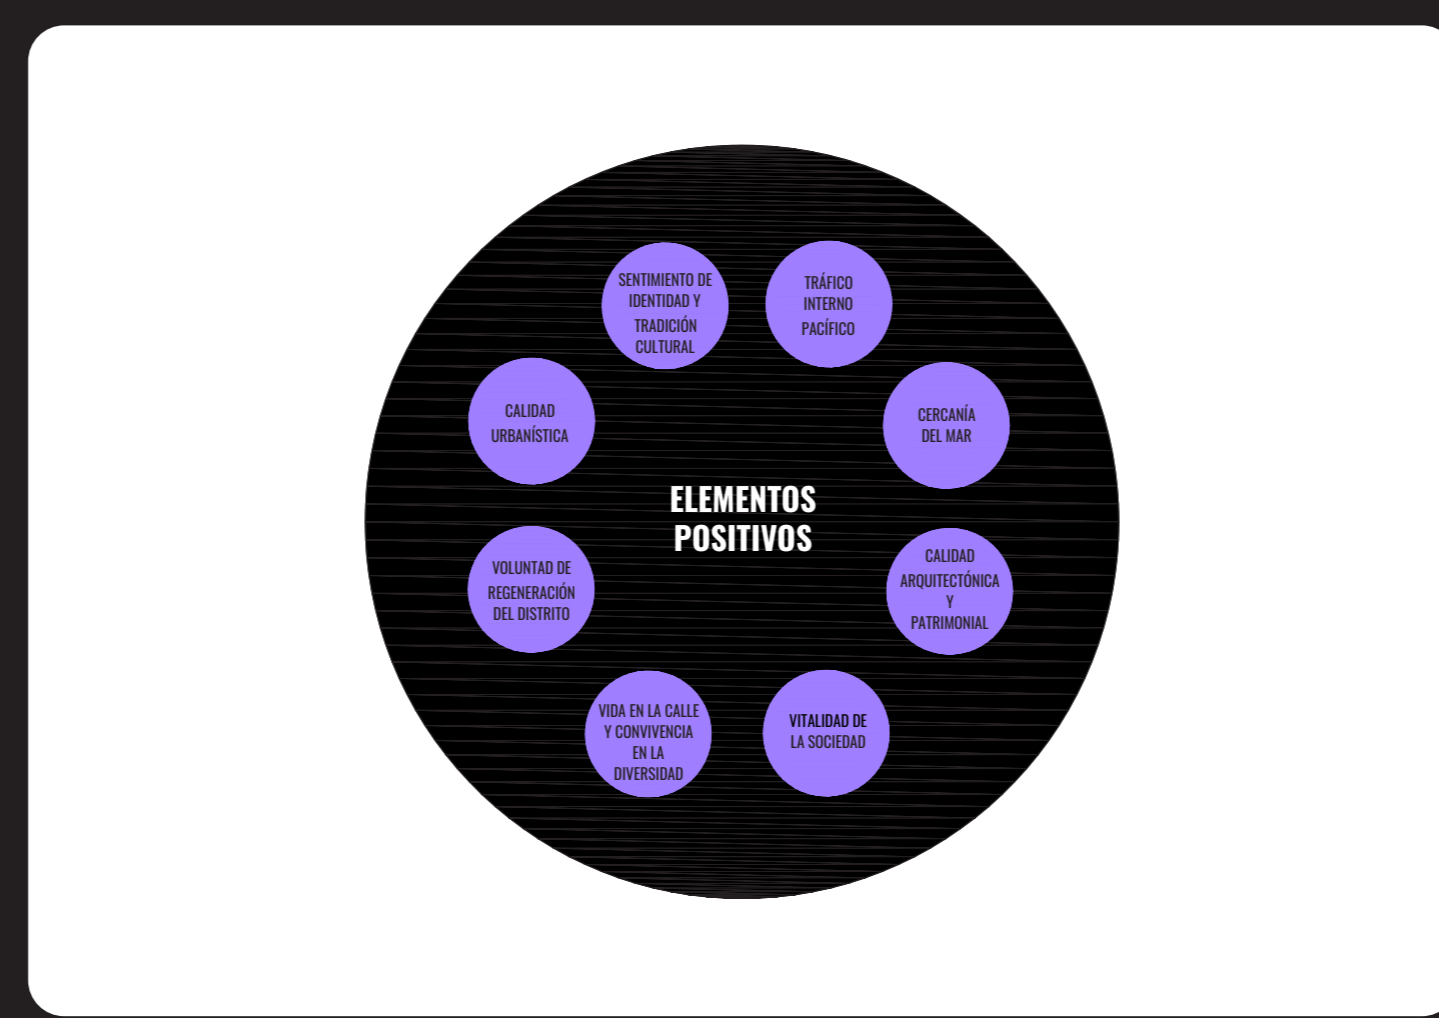 SENTIMIENTO DE
IDENTIDAD Y
TRADICIÓN
CULTURAL
TRÁFICO
INTERNO
PACÍFICO
CALIDAD
URBANÍSTICA
CERCANÍA
DEL MAR
ELEMENTOS
POSITIVOS
VOLUNTAD DE
REGENERACIÓN
DEL DISTRITO
CALIDAD
ARQUITECTÓNICA
Y
PATRIMONIAL
VIDA EN LA CALLE
Y CONVIVENCIA
EN LA
DIVERSIDAD
VITALIDAD DE
LA SOCIEDAD